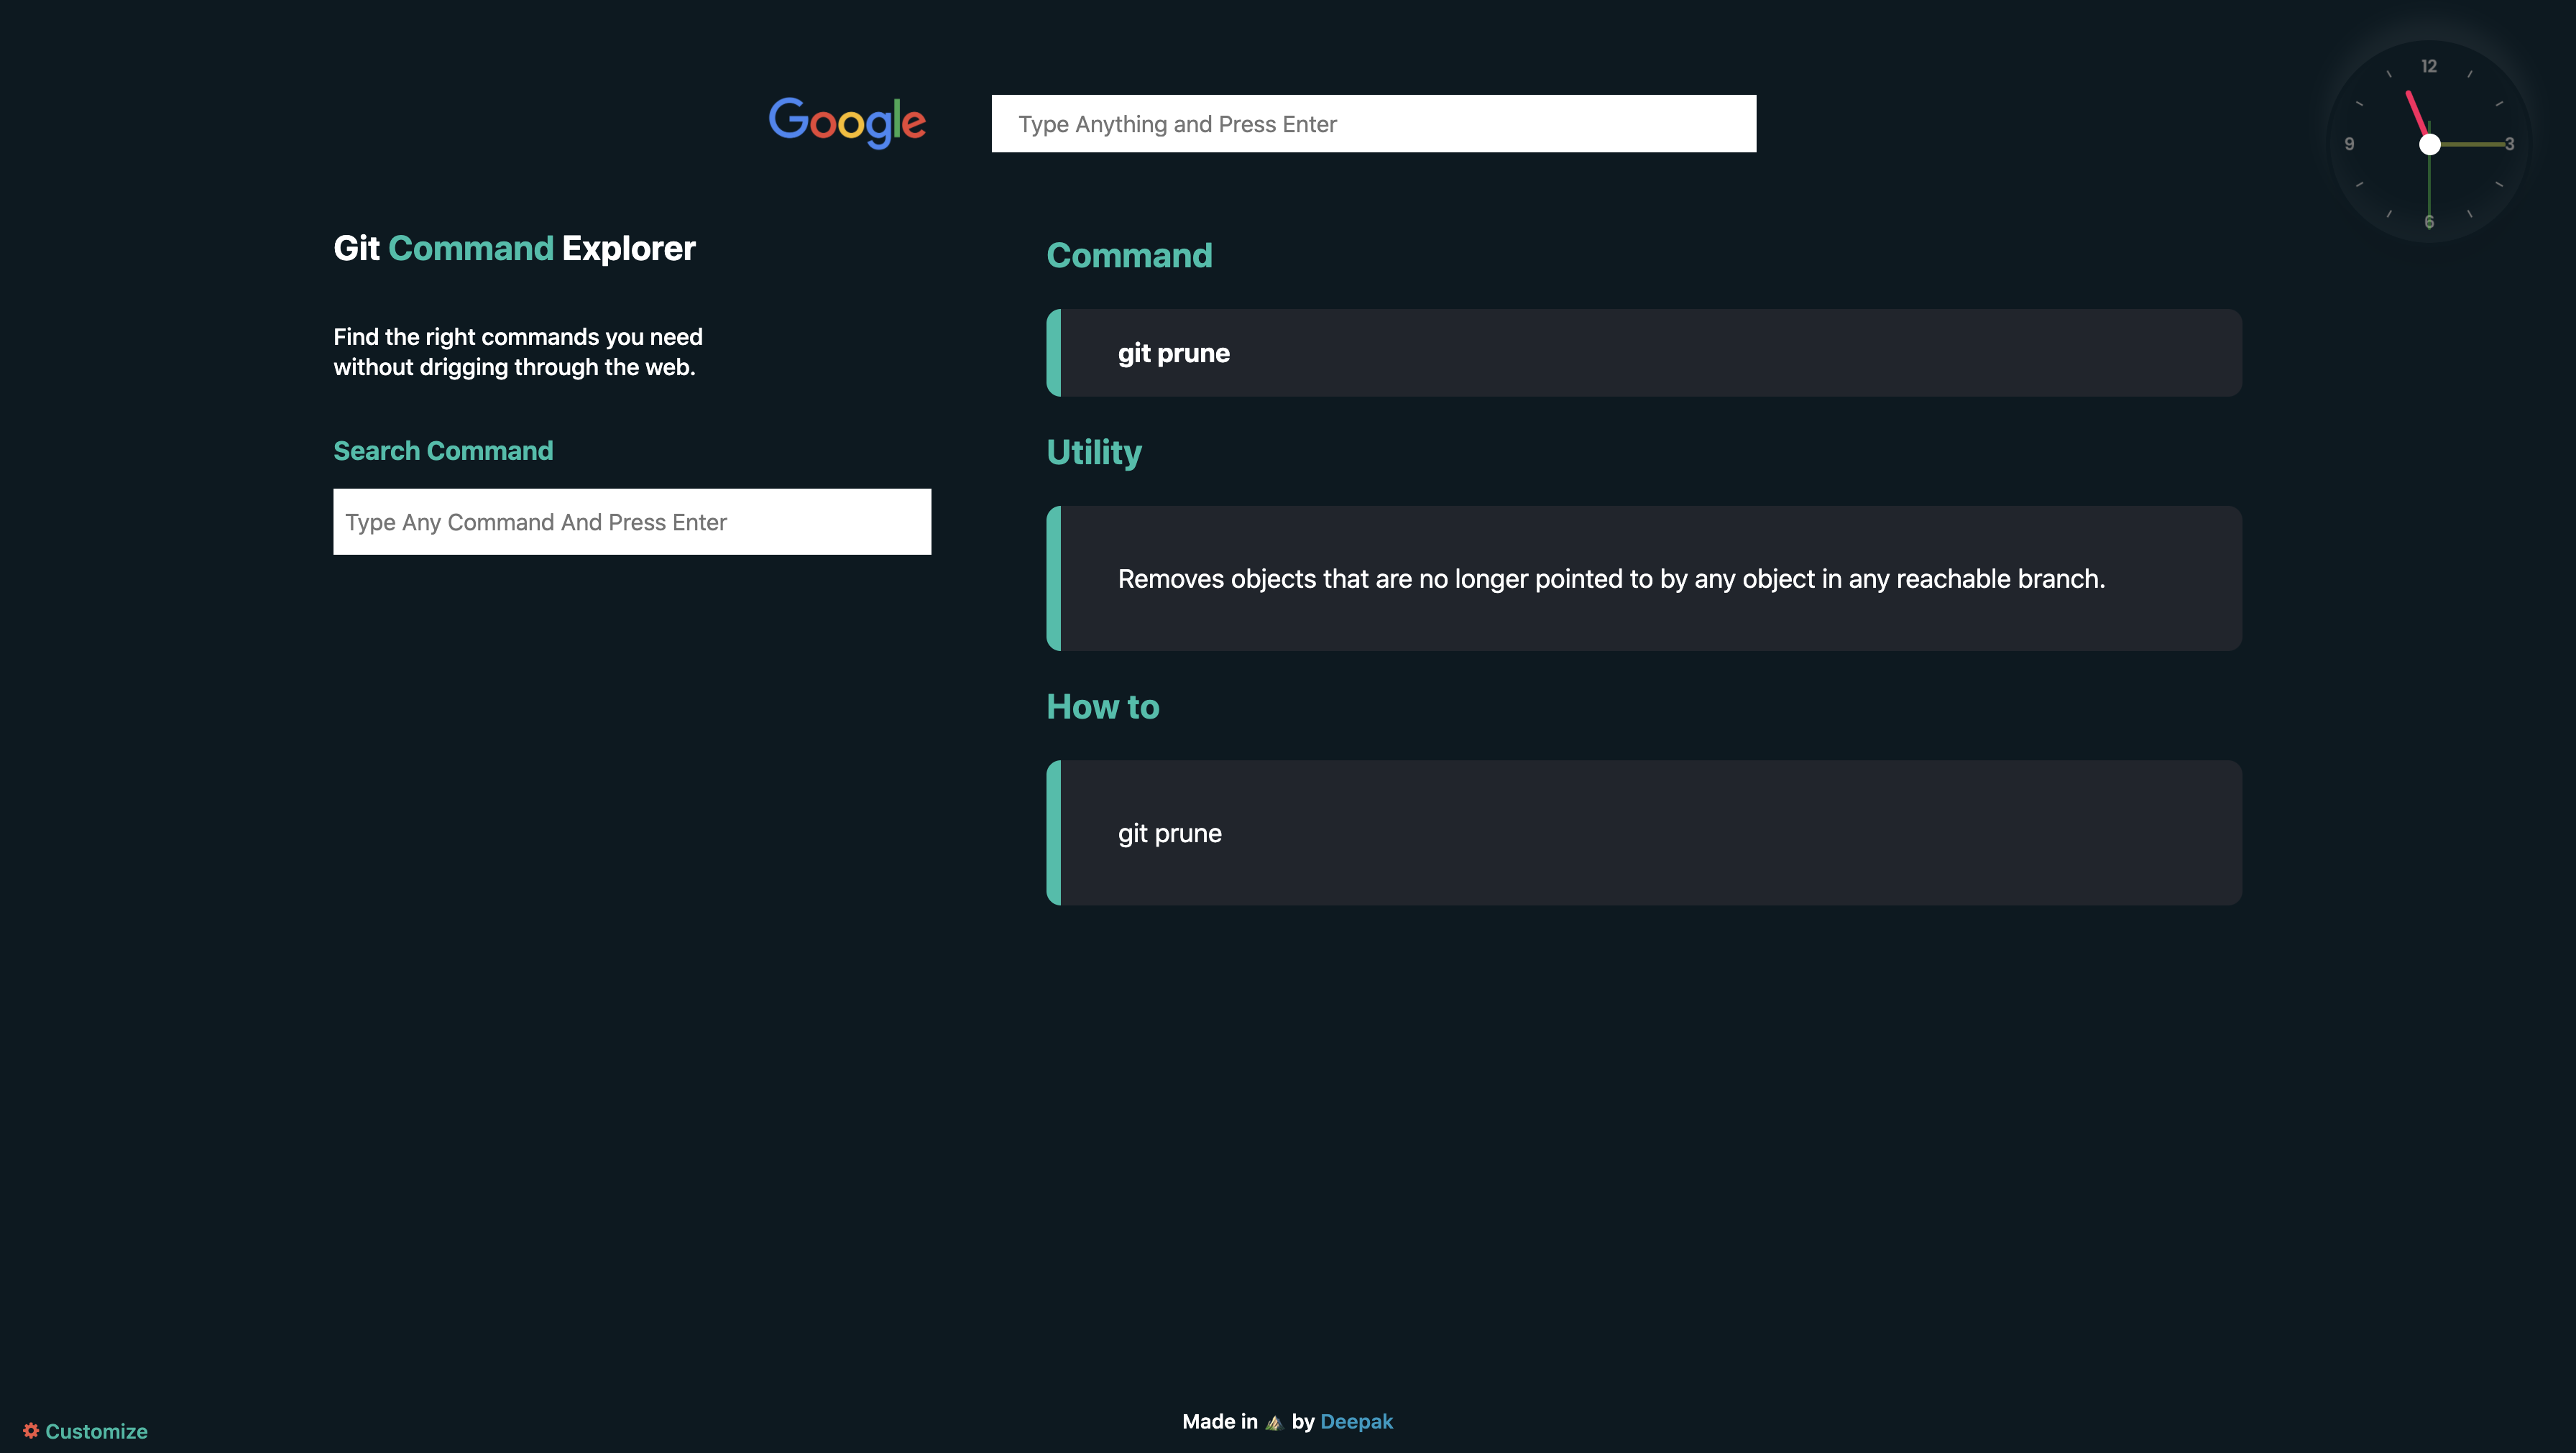 Google
Type Anything and Press Enter
12
3
6
9
Git Command Explorer
Find the right commands you need
without drigging through the web.
Search Command
Type Any Command And Press Enter
Command
git prune
Utility
Removes objects that are no longer pointed to by any object in any reachable branch.
How to
git prune
Made in ⛰️ by Deepak
Customize